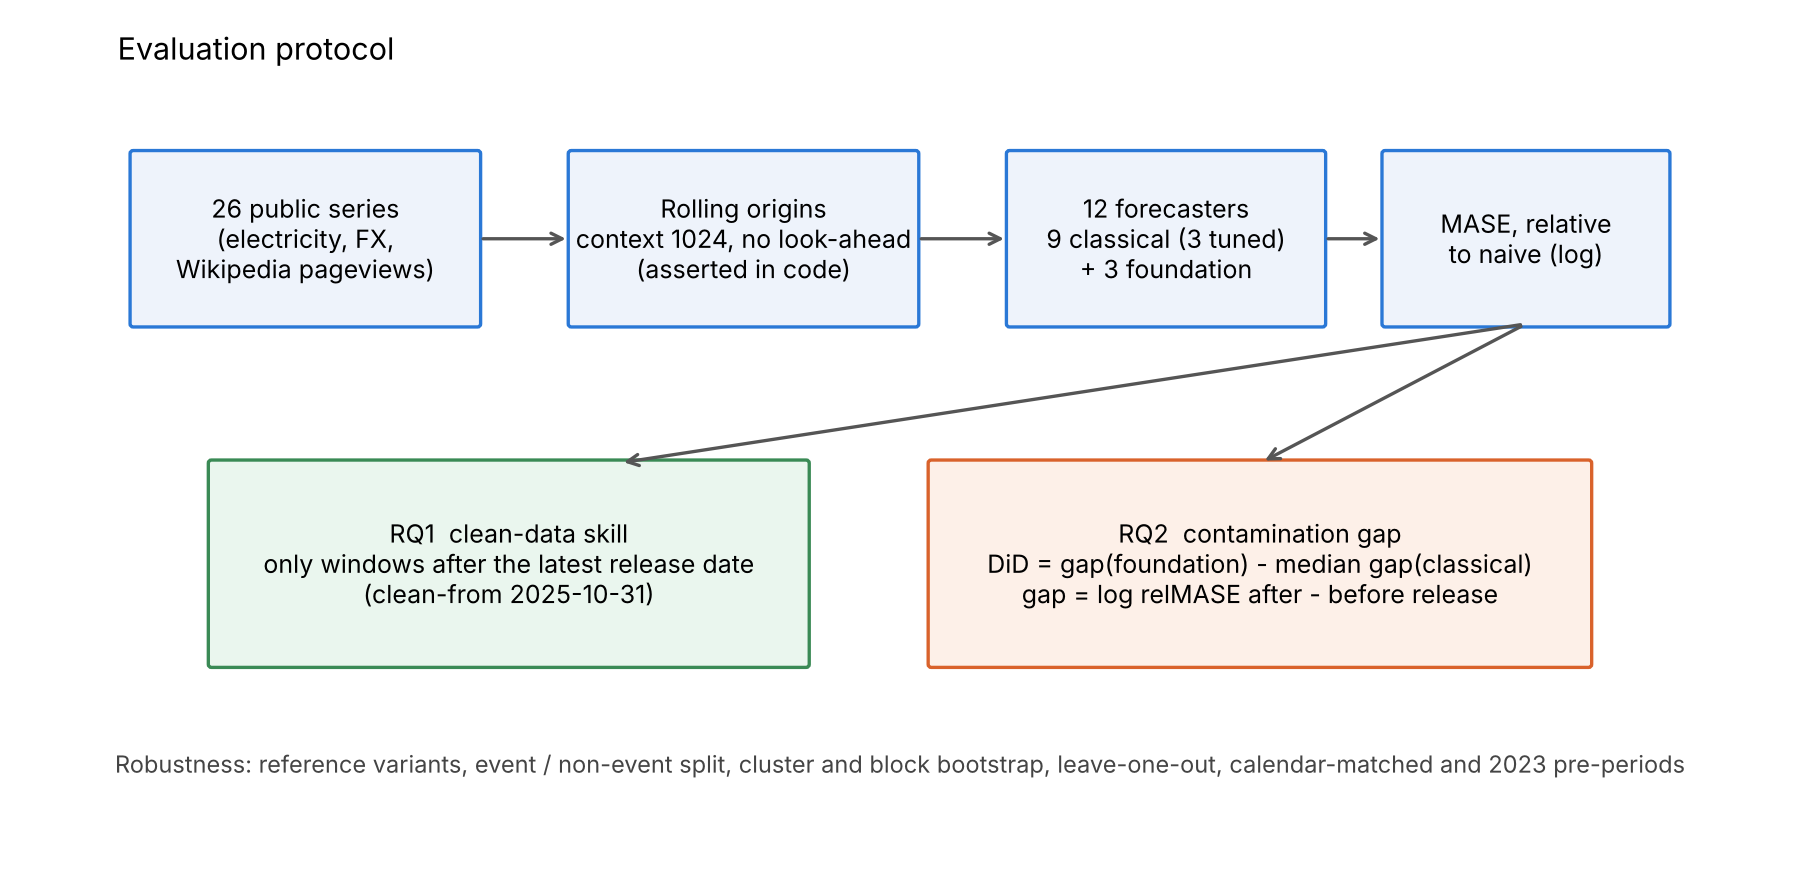 Evaluation protocol
26 public series
(electricity, FX,
Wikipedia pageviews)
Rolling origins
context 1024, no look-ahead
(asserted in code)
12 forecasters
9 classical (3 tuned)
+ 3 foundation
MASE, relative
to naive (log)
RQ1  clean-data skill
only windows after the latest release date
(clean-from 2025-10-31)
RQ2  contamination gap
DiD = gap(foundation) - median gap(classical)
gap = log relMASE after - before release
Robustness: reference variants, event / non-event split, cluster and block bootstrap, leave-one-out, calendar-matched and 2023 pre-periods